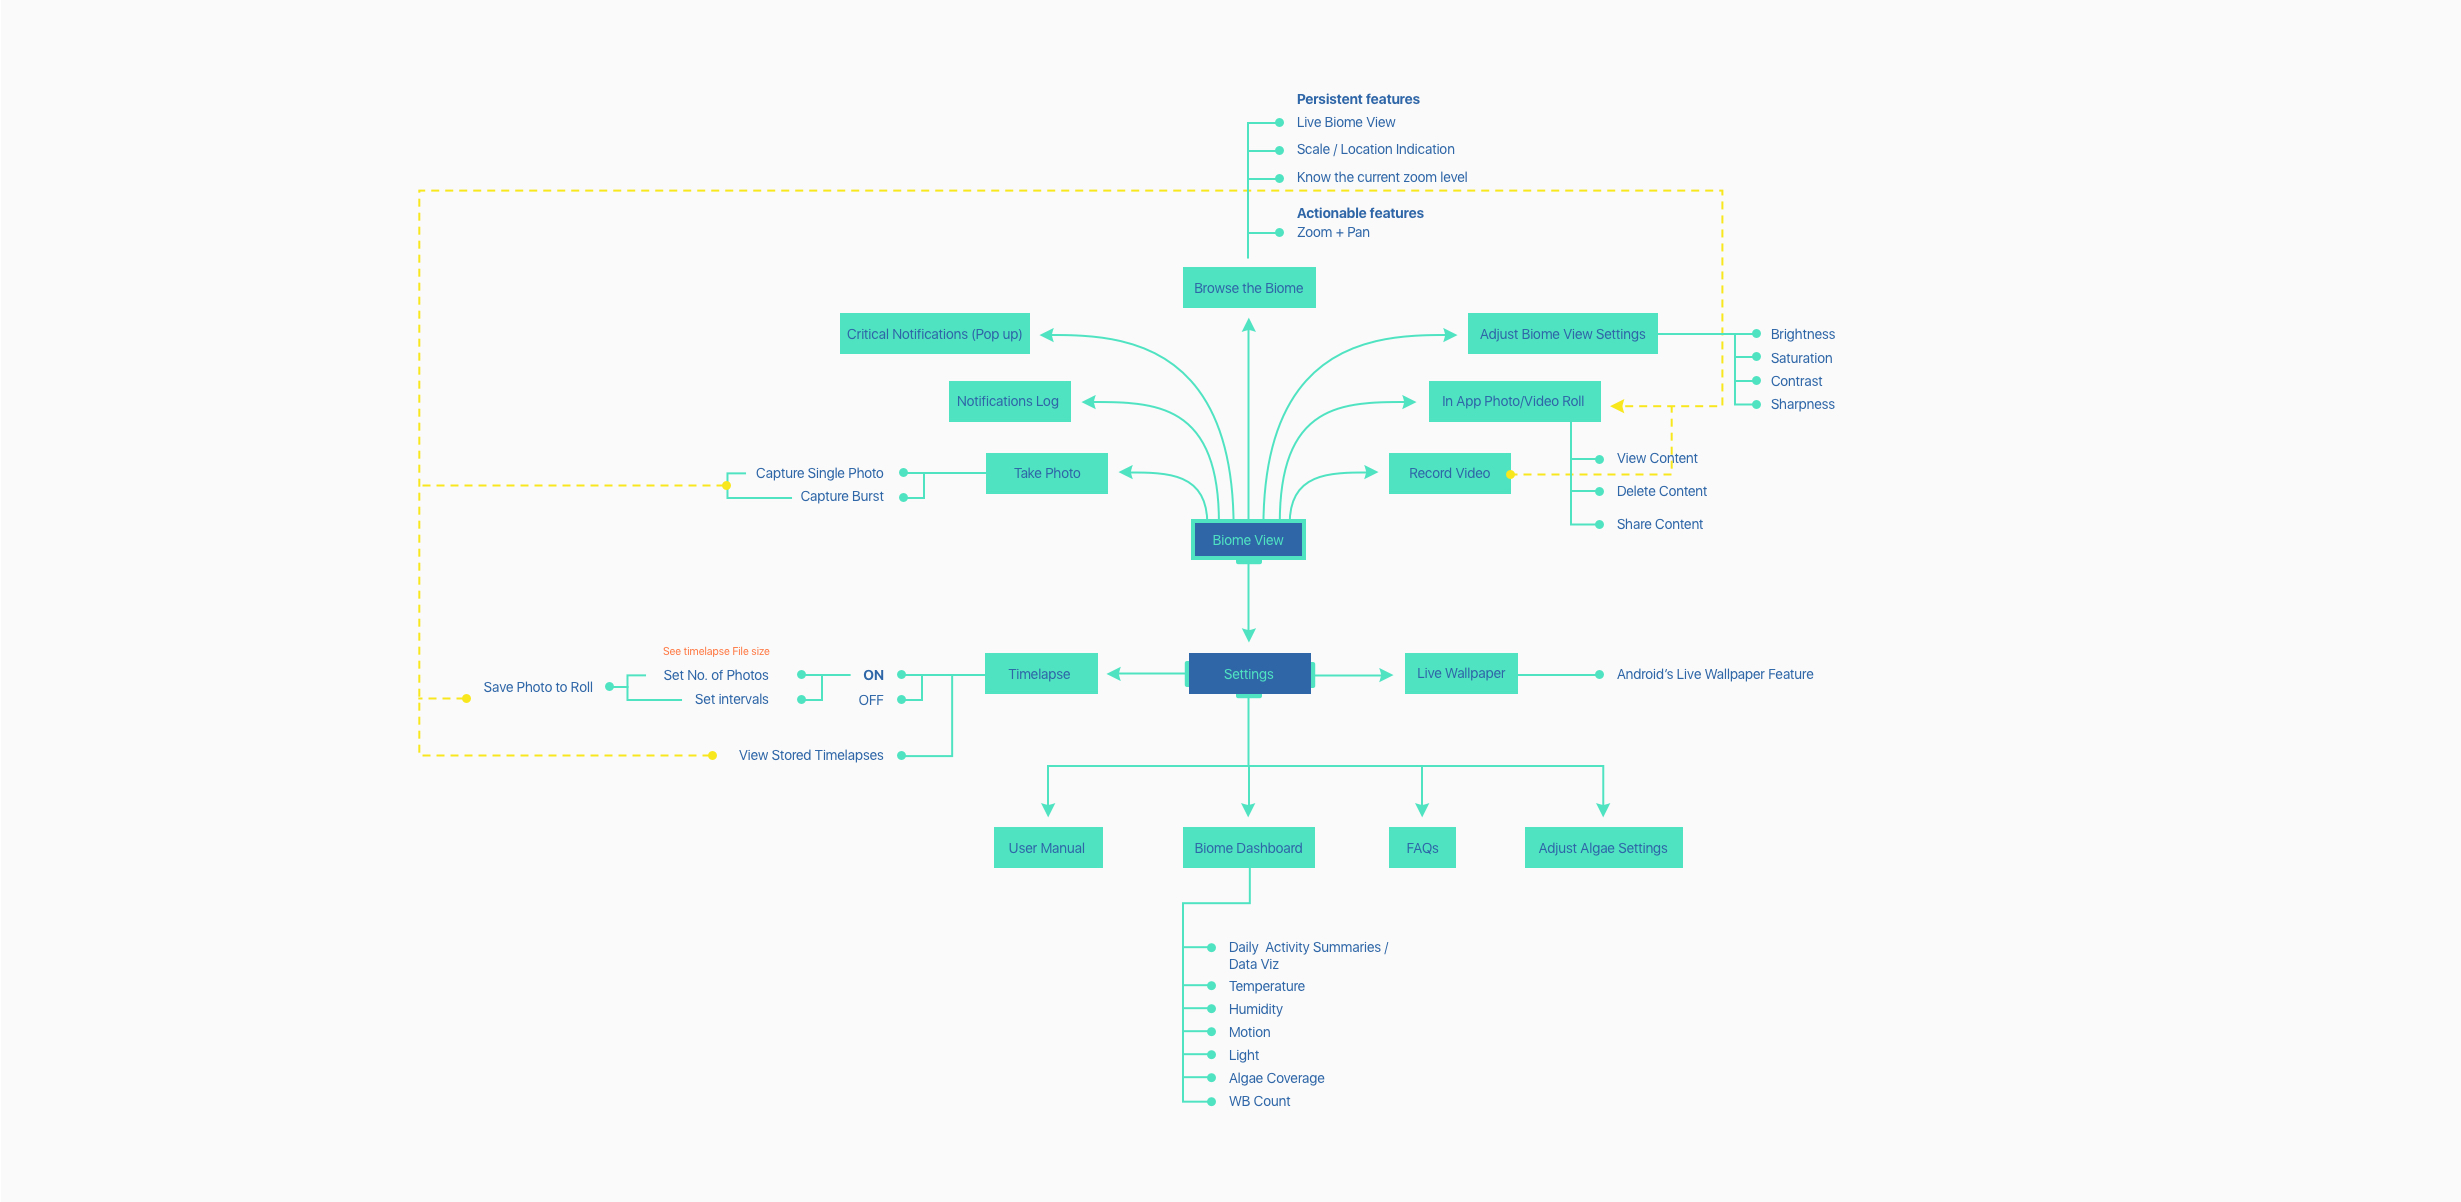 Persistent features
Live Biome View
Scale / Location Indication
Know the current zoom level
Actionable features
Zoom + Pan
Browse the Biome
Critical Notifications (Pop up)
Adjust Biome View Settings
Brightness
Saturation
Contrast
Sharpness
Notifications Log
In App Photo/Video Roll
View Content
Delete Content
Share Content
Capture Single Photo
Capture Burst
Take Photo
Record Video
Biome View
See timelapse File size
Set No. of Photos
Set intervals
Save Photo to Roll
ON
OFF
View Stored Timelapses
Timelapse
Settings
Live Wallpaper
Android’s Live Wallpaper Feature
User Manual
Biome Dashboard
FAQs
Adjust Algae Settings
Daily  Activity Summaries /
Data Viz
Temperature
Humidity
Motion
Light
Algae Coverage
WB Count